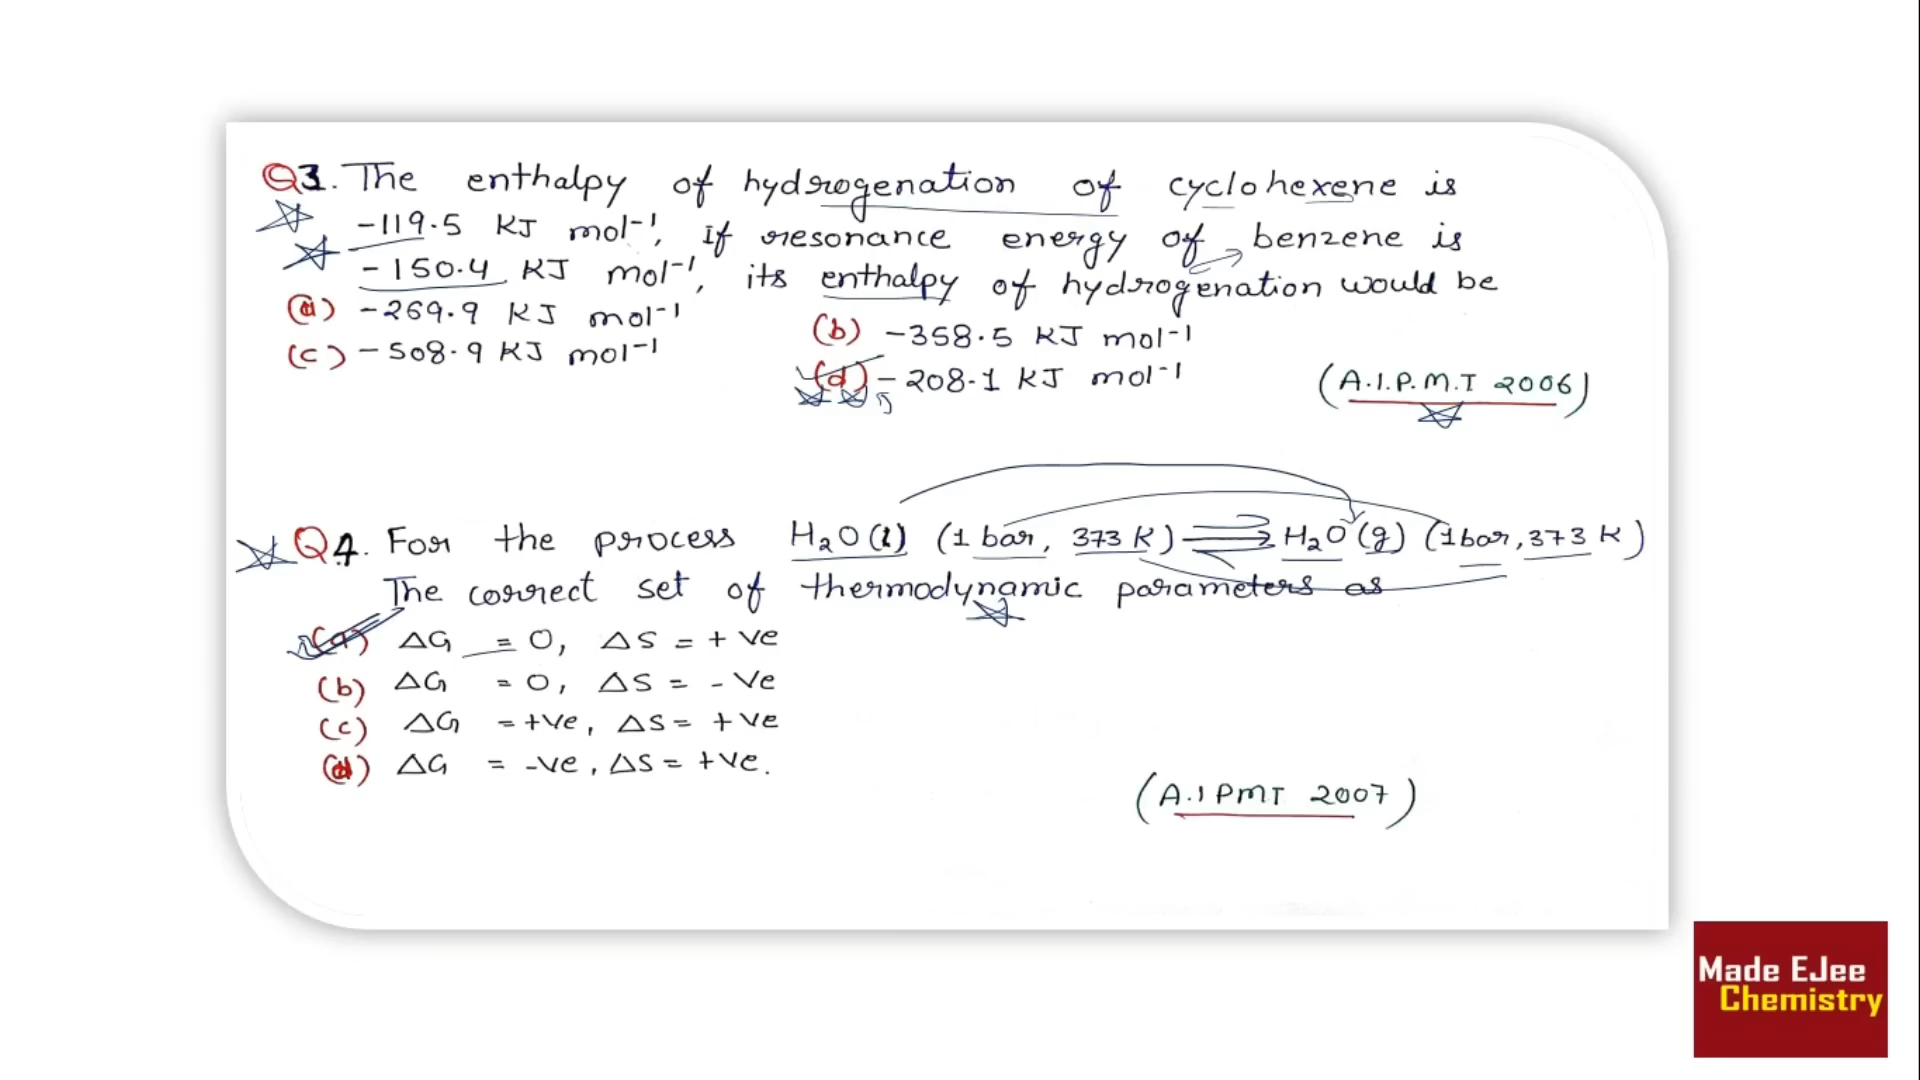 Q3. The enthalpy of hydrogenation of cyclohexene is
-119.5 KJ mol⁻¹, If resonance energy of benzene is
-150.4 KJ mol⁻¹, its enthalpy of hydrogenation would be
(a) -269.9 KJ mol⁻¹
(b) -358.5 KJ mol⁻¹
(c) -508.9 KJ mol⁻¹
(d) -208.1 KJ mol⁻¹
(A.I.P.M.T 2006)
Q4. For the process H₂O(l) (1 bar, 373 K) ⇌ H₂O(g) (1bar, 373 K)
The correct set of thermodynamic parameters as
(a) ΔG = 0, ΔS = +ve
(b) ΔG = 0, ΔS = -Ve
(c) ΔG = +ve, ΔS = +ve
(d) ΔG = -ve, ΔS = +ve.
(A.I PMT 2007)
Made EJee
Chemistry